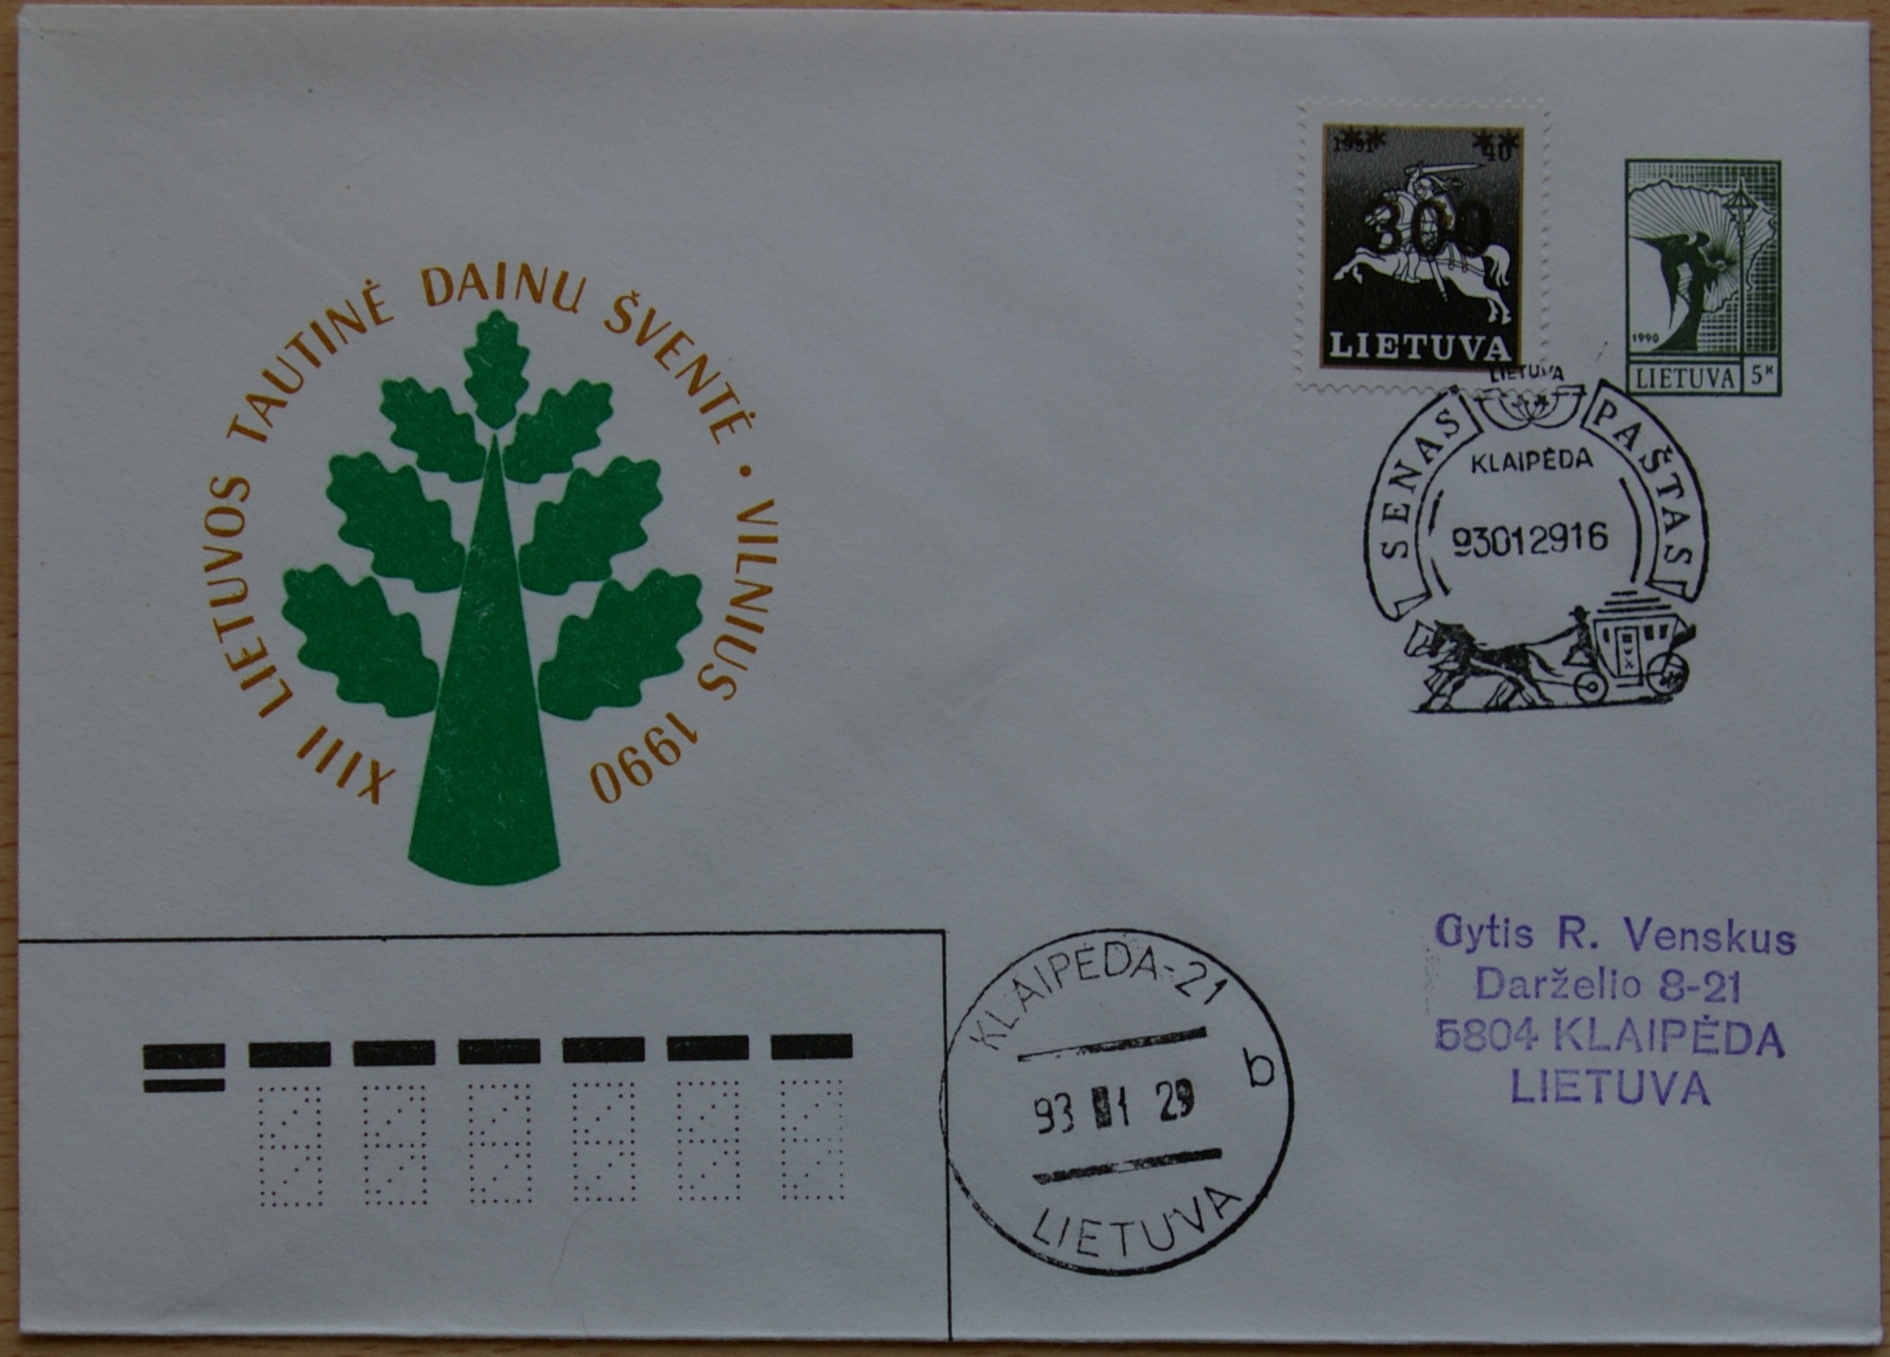 XIII LIETUVOS TAUTINĖ DAINU ŠVENTĖ · VILNIUS 1990
1991 40
300
LIETUVA
1990
LIETUVA 5ᴷ
LIETUVA
SENAS PAŠTAS
KLAIPĖDA
93012916
Gytis R. Venskus
Darželio 8-21
5804 KLAIPĖDA
LIETUVA
KLAIPĖDA-21
b
93 01 29
LIETUVA